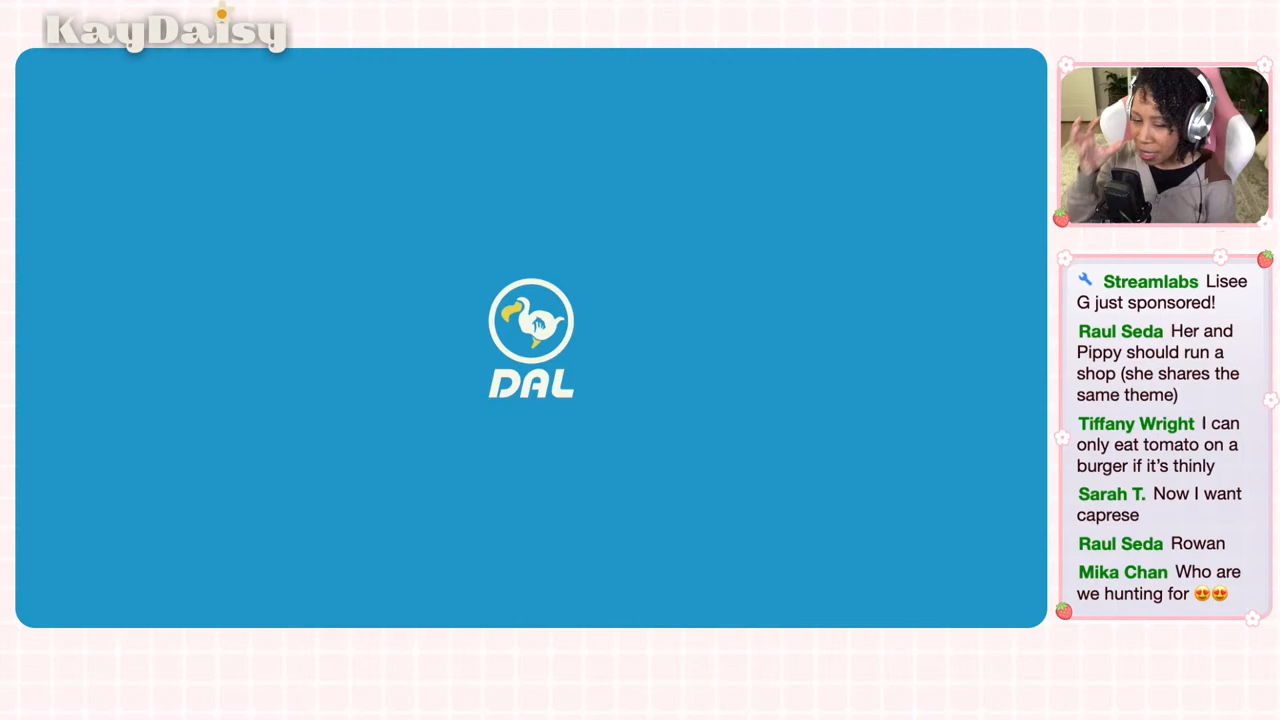 KayDaisy
DAL
Streamlabs Lisee
G just sponsored!
Raul Seda Her and
Pippy should run a
shop (she shares the
same theme)
Tiffany Wright I can
only eat tomato on a
burger if it’s thinly
Sarah T. Now I want
caprese
Raul Seda Rowan
Mika Chan Who are
we hunting for 😍😍